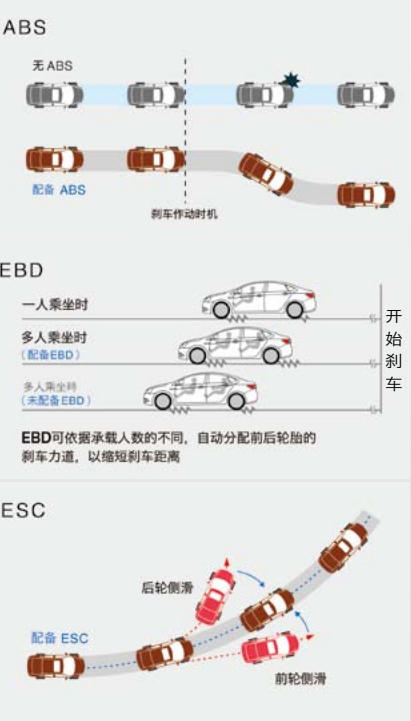 ABS
无 ABS
配备 ABS
刹车作动时机
EBD
一人乘坐时
多人乘坐时
（配备EBD）
多人乘坐時
（未配备EBD）
开始刹车
EBD可依据承载人数的不同，自动分配前后轮胎的
刹车力道，以缩短刹车距离
ESC
后轮侧滑
配备 ESC
前轮侧滑